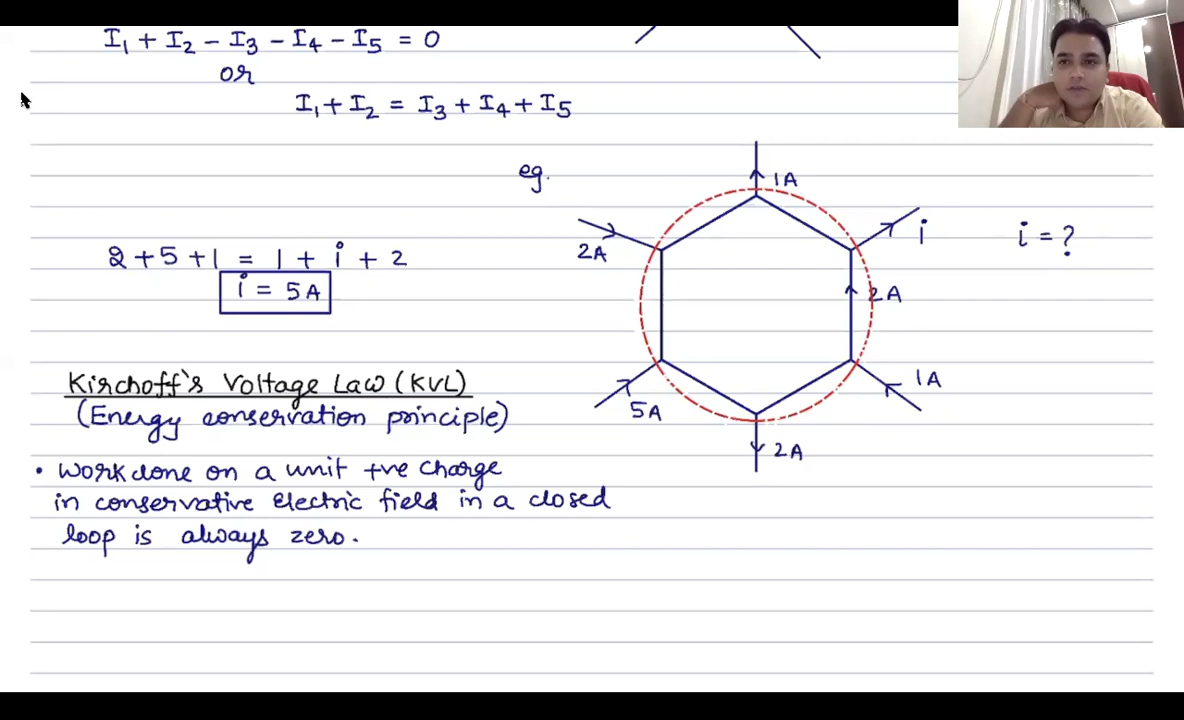 I₁ + I₂ - I₃ - I₄ - I₅ = 0
or
I₁ + I₂ = I₃ + I₄ + I₅
eg.
1A
2A
i
i = ?
2 + 5 + 1 = 1 + i + 2
i = 5A
2A
1A
5A
2A
Kirchoff's Voltage Law (KVL)
(Energy conservation principle)
• Work done on a unit +ve charge
in conservative Electric field in a closed
loop is always zero.